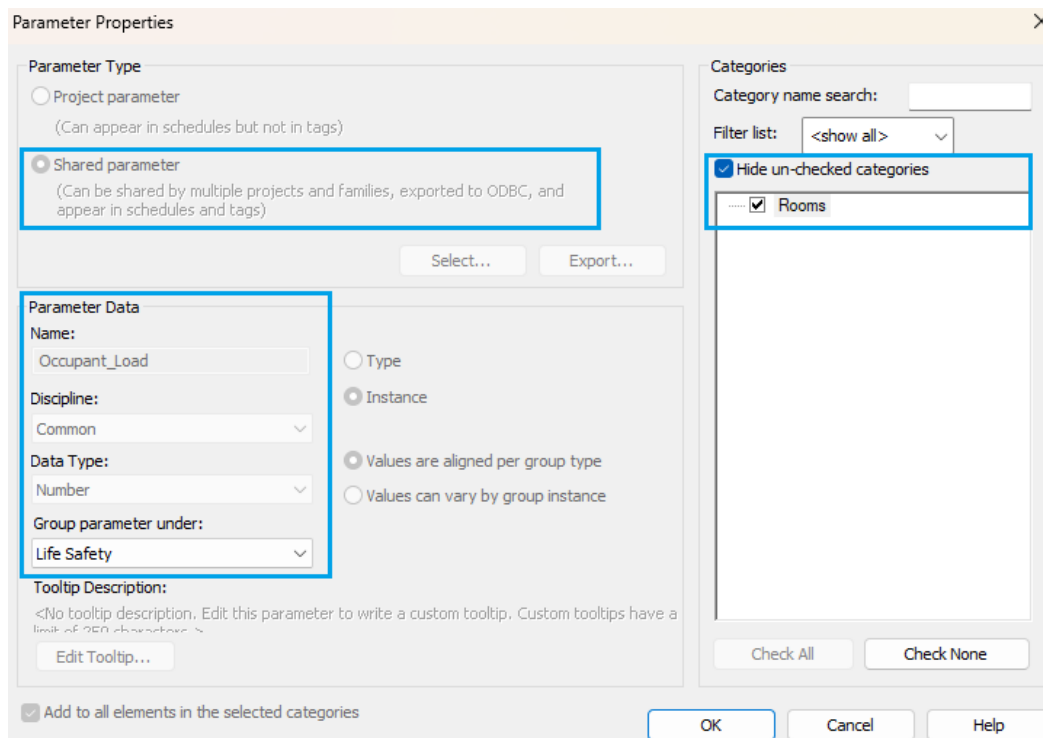 Parameter Properties
Parameter Type
Project parameter
(Can appear in schedules but not in tags)
Shared parameter
(Can be shared by multiple projects and families, exported to ODBC, and
appear in schedules and tags)
Select...
Export...
Parameter Data
Name:
Occupant_Load
Type
Discipline:
Instance
Common
Data Type:
Values are aligned per group type
Number
Values can vary by group instance
Group parameter under:
Life Safety
Tooltip Description:
<No tooltip description. Edit this parameter to write a custom tooltip. Custom tooltips have a
limit of 250 characters.>
Edit Tooltip...
Add to all elements in the selected categories
Categories
Category name search:
Filter list:
<show all>
Hide un-checked categories
Rooms
Check All
Check None
OK
Cancel
Help